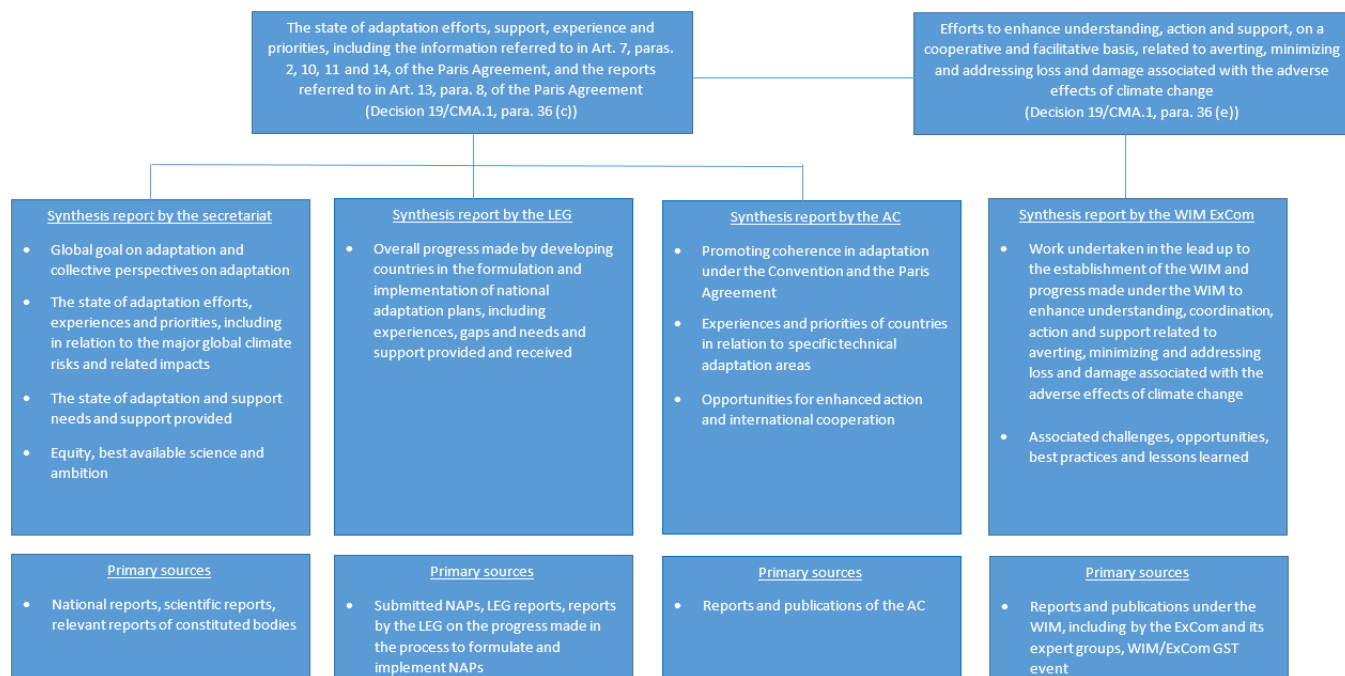 The state of adaptation efforts, support, experience and
priorities, including the information referred to in Art. 7, paras.
2, 10, 11 and 14, of the Paris Agreement, and the reports
referred to in Art. 13, para. 8, of the Paris Agreement
(Decision 19/CMA.1, para. 36 (c))
Efforts to enhance understanding, action and support, on a
cooperative and facilitative basis, related to averting, minimizing
and addressing loss and damage associated with the adverse
effects of climate change
(Decision 19/CMA.1, para. 36 (e))
Synthesis report by the secretariat
• Global goal on adaptation and
collective perspectives on adaptation
• The state of adaptation efforts,
experiences and priorities, including
in relation to the major global climate
risks and related impacts
• The state of adaptation and support
needs and support provided
• Equity, best available science and
ambition
Synthesis report by the LEG
• Overall progress made by developing
countries in the formulation and
implementation of national
adaptation plans, including
experiences, gaps and needs and
support provided and received
Synthesis report by the AC
• Promoting coherence in adaptation
under the Convention and the Paris
Agreement
• Experiences and priorities of countries
in relation to specific technical
adaptation areas
• Opportunities for enhanced action
and international cooperation
Synthesis report by the WIM ExCom
• Work undertaken in the lead up to
the establishment of the WIM and
progress made under the WIM to
enhance understanding, coordination,
action and support related to
averting, minimizing and addressing
loss and damage associated with the
adverse effects of climate change
• Associated challenges, opportunities,
best practices and lessons learned
Primary sources
• National reports, scientific reports,
relevant reports of constituted bodies
Primary sources
• Submitted NAPs, LEG reports, reports
by the LEG on the progress made in
the process to formulate and
implement NAPs
Primary sources
• Reports and publications of the AC
Primary sources
• Reports and publications under the
WIM, including by the ExCom and its
expert groups, WIM/ExCom GST
event